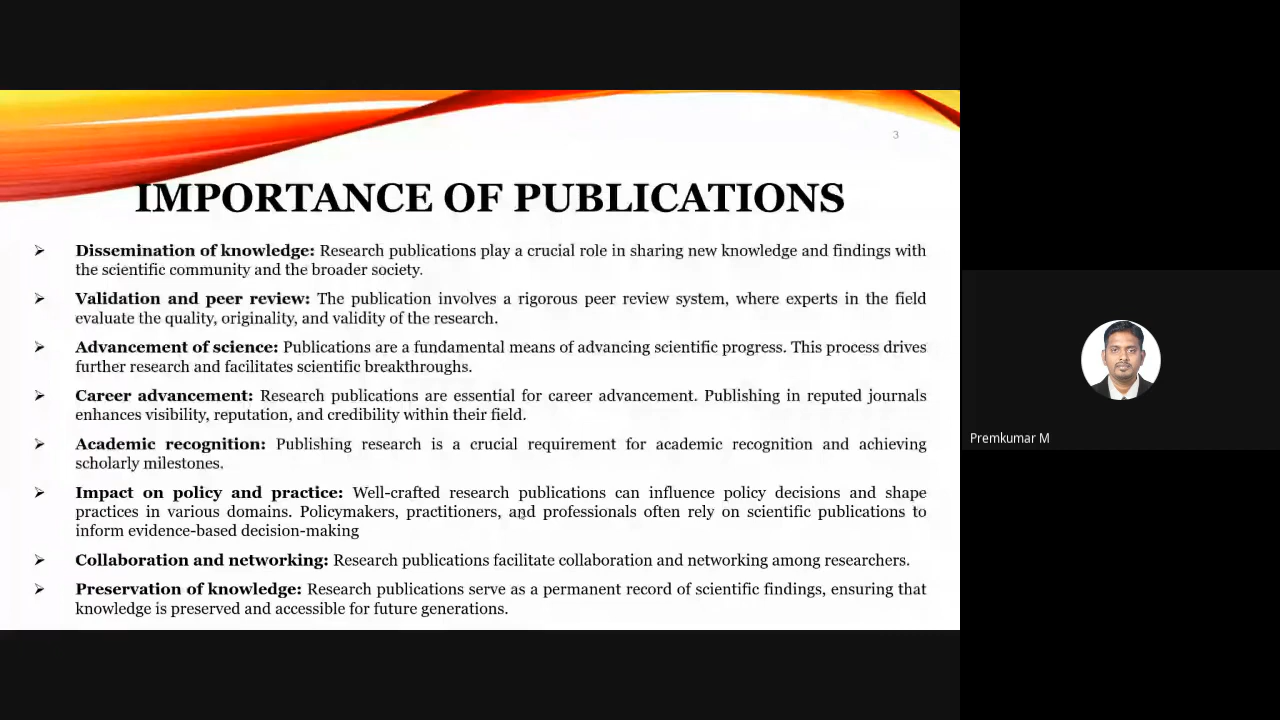 3
IMPORTANCE OF PUBLICATIONS
➢ Dissemination of knowledge: Research publications play a crucial role in sharing new knowledge and findings with
the scientific community and the broader society.
➢ Validation and peer review: The publication involves a rigorous peer review system, where experts in the field
evaluate the quality, originality, and validity of the research.
➢ Advancement of science: Publications are a fundamental means of advancing scientific progress. This process drives
further research and facilitates scientific breakthroughs.
➢ Career advancement: Research publications are essential for career advancement. Publishing in reputed journals
enhances visibility, reputation, and credibility within their field.
➢ Academic recognition: Publishing research is a crucial requirement for academic recognition and achieving
scholarly milestones.
➢ Impact on policy and practice: Well-crafted research publications can influence policy decisions and shape
practices in various domains. Policymakers, practitioners, and professionals often rely on scientific publications to
inform evidence-based decision-making
➢ Collaboration and networking: Research publications facilitate collaboration and networking among researchers.
➢ Preservation of knowledge: Research publications serve as a permanent record of scientific findings, ensuring that
knowledge is preserved and accessible for future generations.
Premkumar M